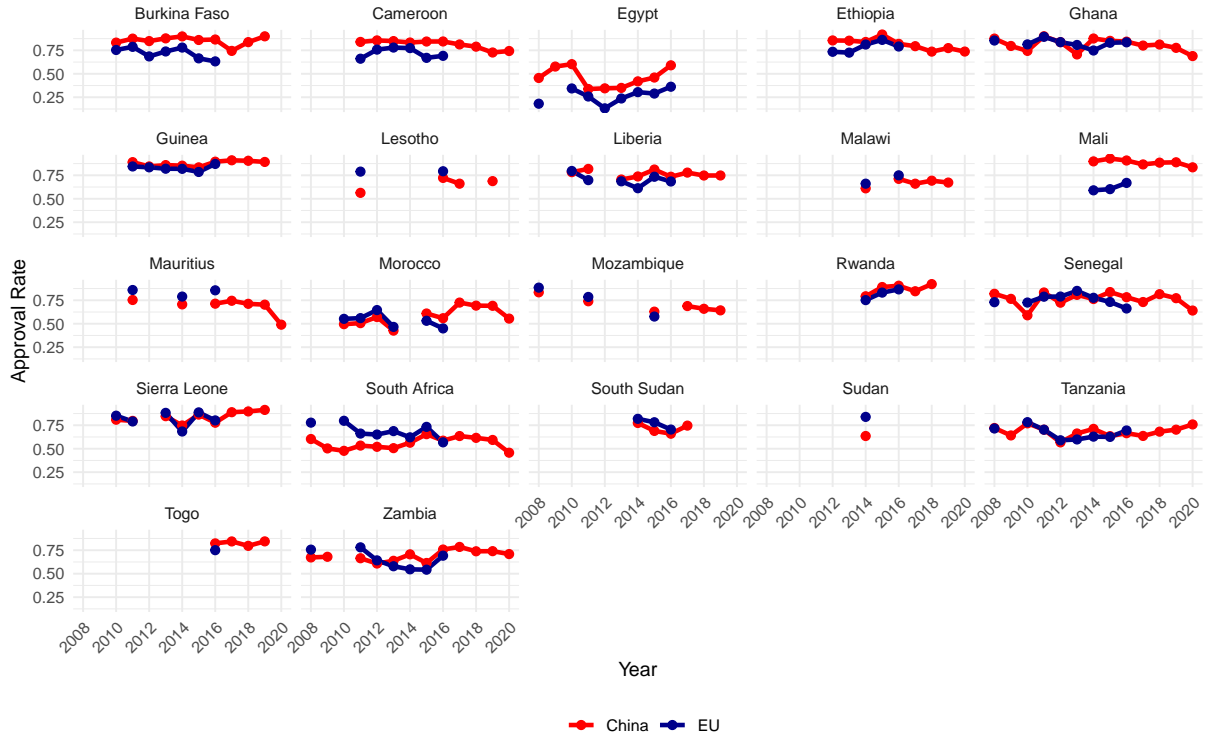 Burkina Faso Cameroon Egypt Ethiopia Ghana
0.75
0.50
0.25
Guinea Lesotho Liberia Malawi Mali
0.75
0.50
0.25
Mauritius Morocco Mozambique Rwanda Senegal
0.75
0.50
0.25
Approval Rate
Sierra Leone South Africa South Sudan Sudan Tanzania
0.75
0.50
0.25
2008 2010 2012 2014 2016 2018 2020 2008 2010 2012 2014 2016 2018 2020 2008 2010 2012 2014 2016 2018 2020
Togo Zambia
0.75
0.50
0.25
2008 2010 2012 2014 2016 2018 2020 2008 2010 2012 2014 2016 2018 2020
Year
China EU